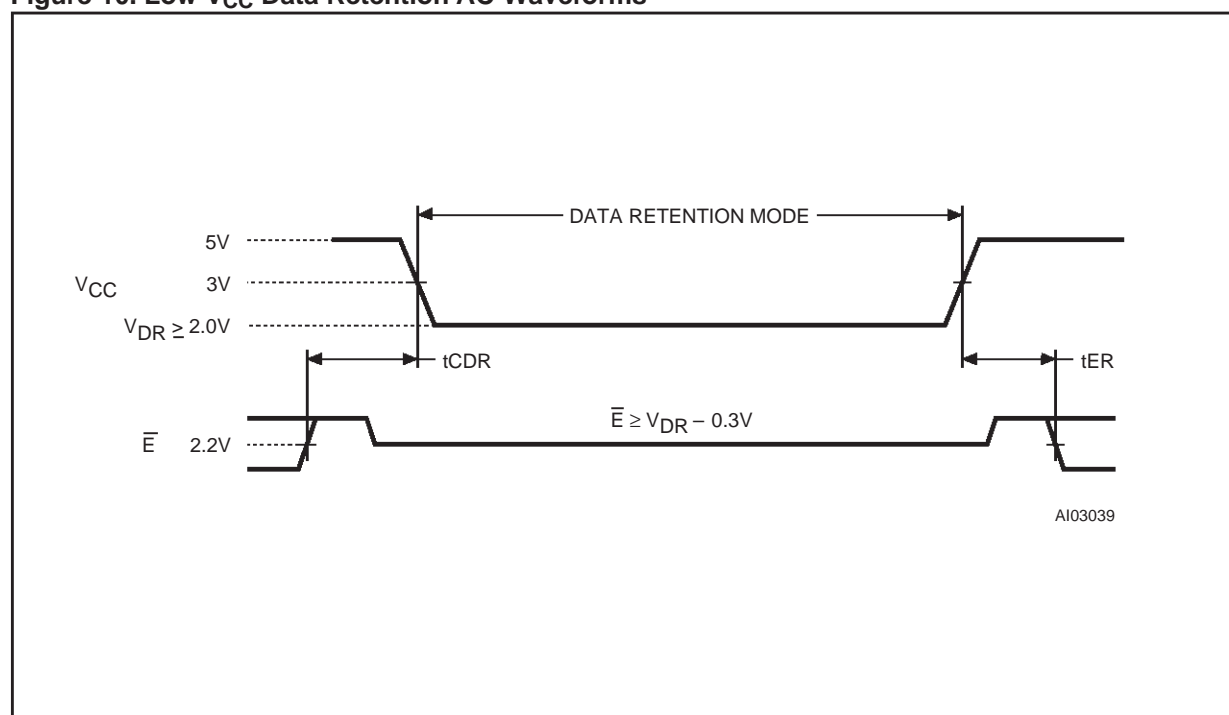 Figure 10. Low VCC Data Retention AC Waveforms
DATA RETENTION MODE
5V
VCC 3V
VDR ≥ 2.0V
tCDR tER
E̅ ≥ VDR – 0.3V
E̅ 2.2V
AI03039